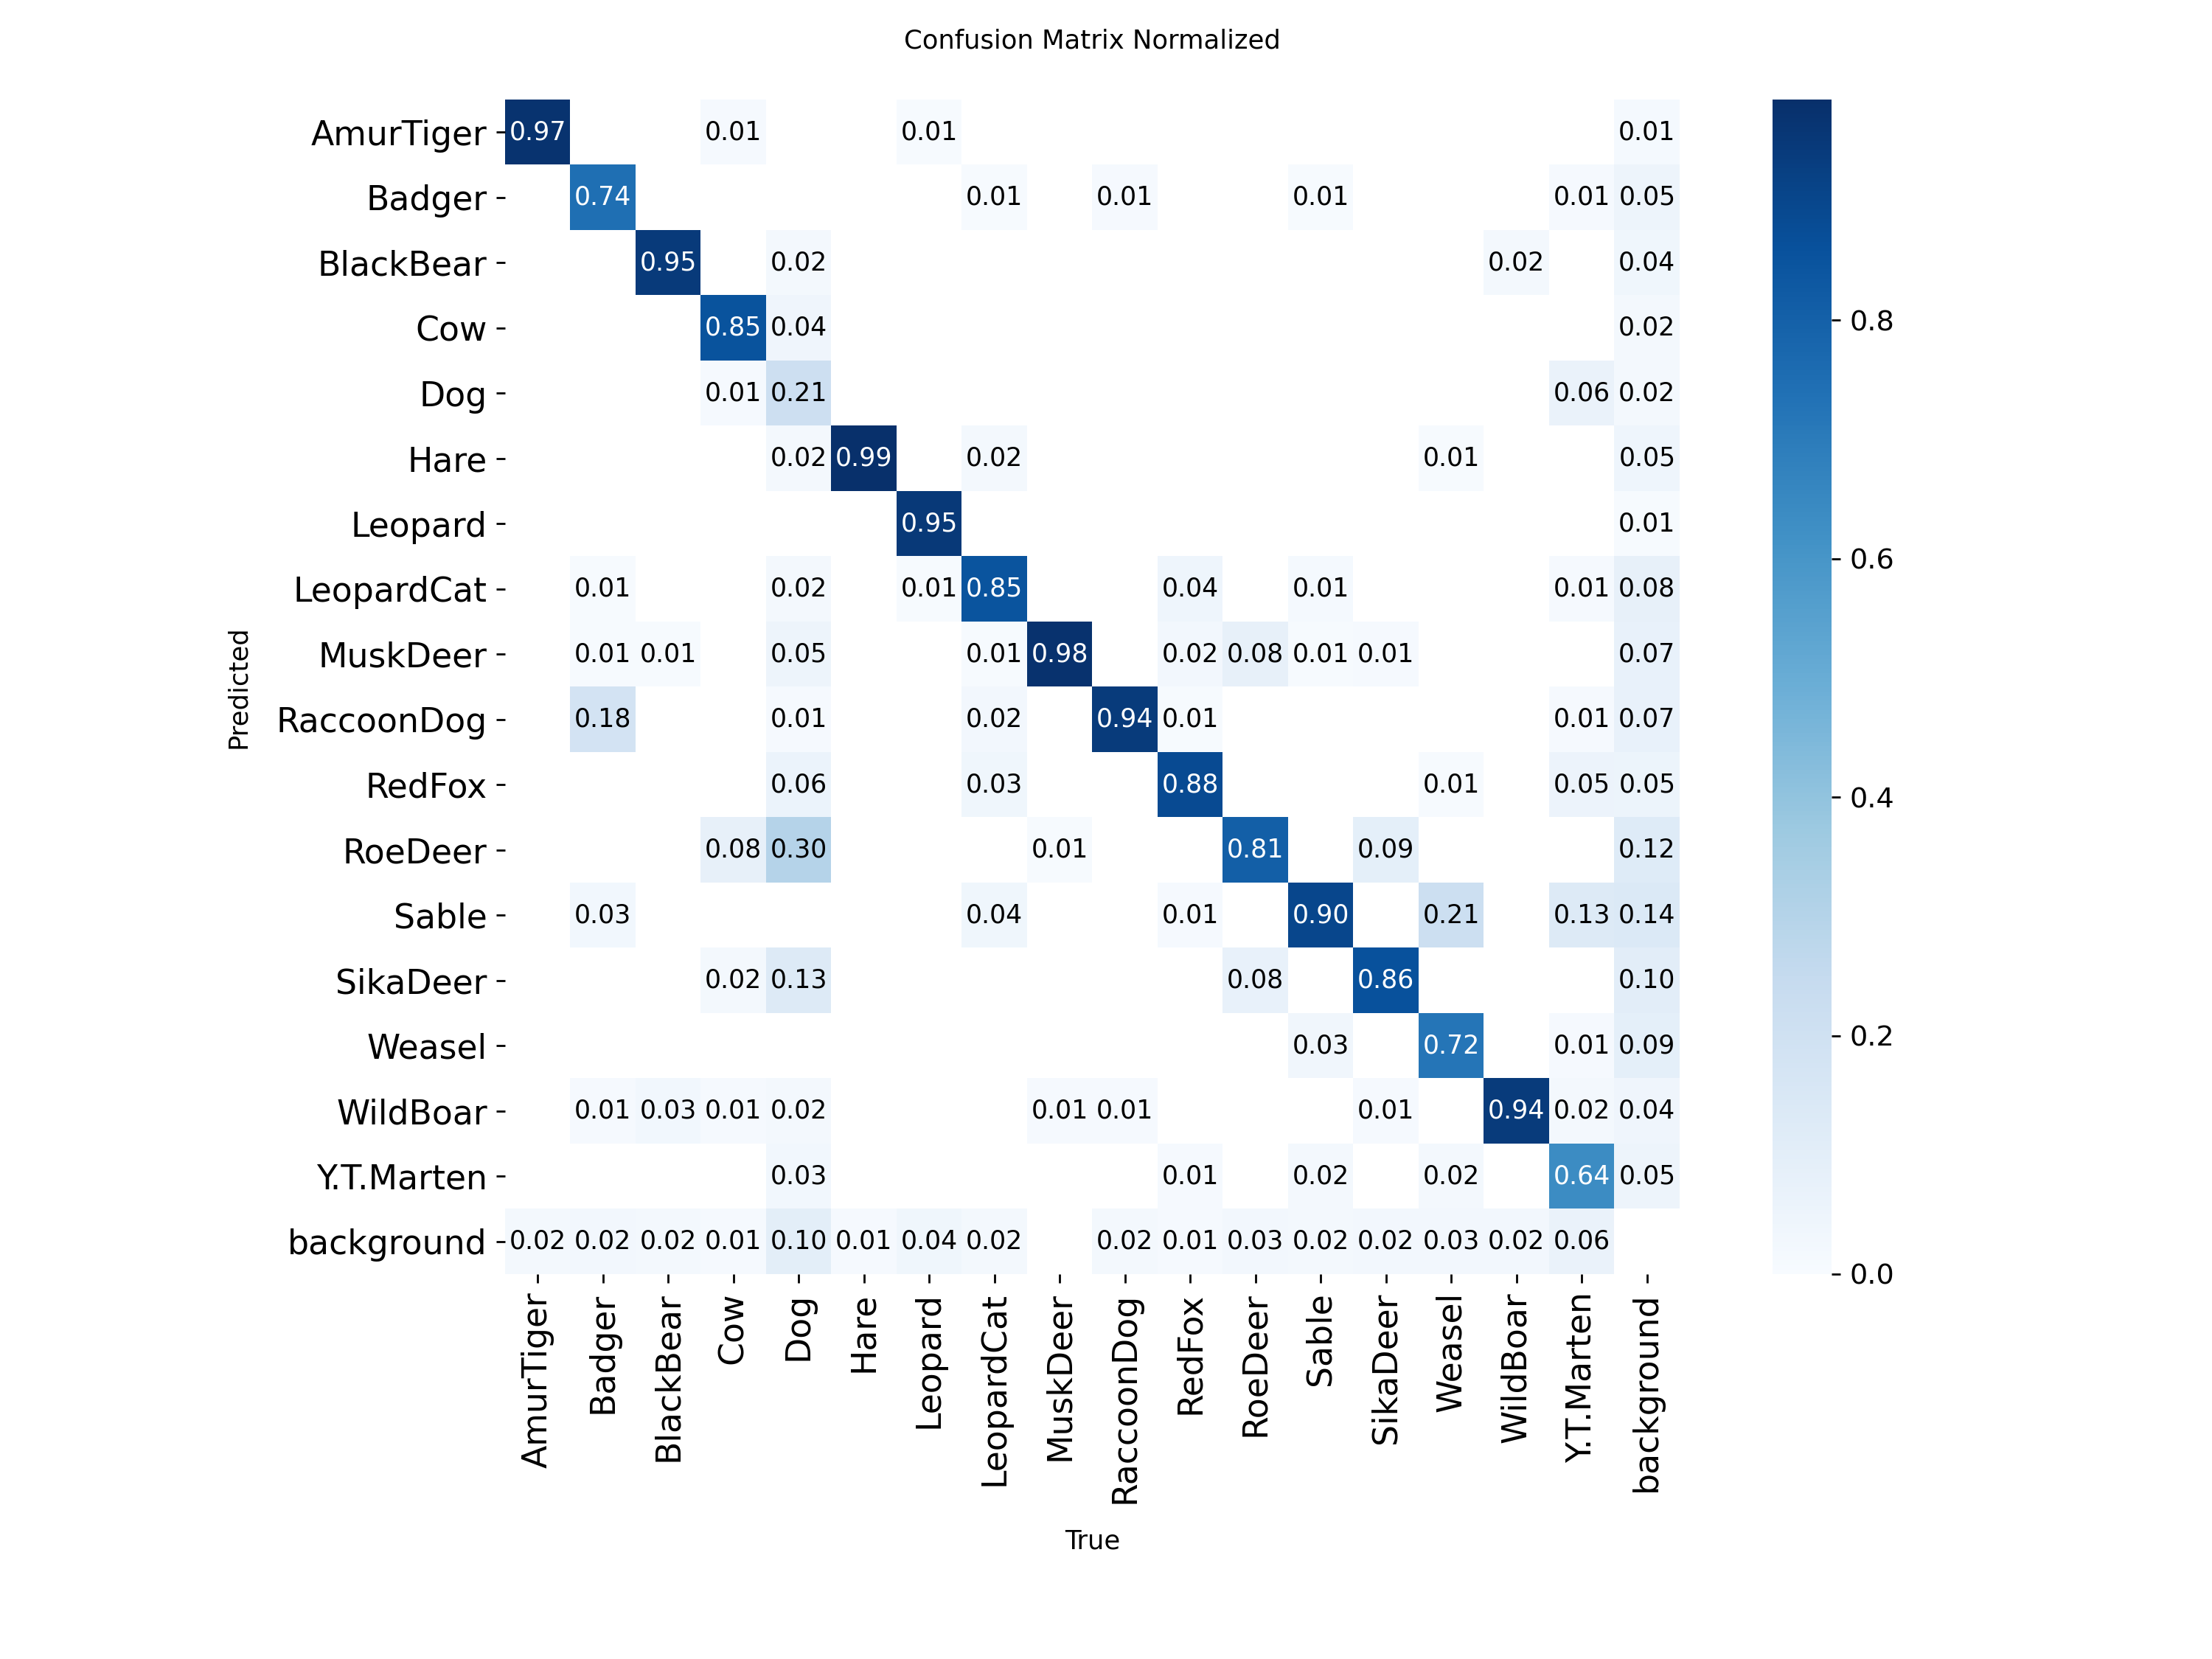 Confusion Matrix Normalized
AmurTiger 0.97 0.01 0.01 0.01
Badger 0.74 0.01 0.01 0.01 0.01 0.05
BlackBear 0.95 0.02 0.02 0.04
Cow 0.85 0.04 0.02
0.8
Dog 0.01 0.21 0.06 0.02
Hare 0.02 0.99 0.02 0.01 0.05
Leopard 0.95 0.01
0.6
LeopardCat 0.01 0.02 0.01 0.85 0.04 0.01 0.01 0.08
MuskDeer 0.01 0.01 0.05 0.01 0.98 0.02 0.08 0.01 0.01 0.07
Predicted
RaccoonDog 0.18 0.01 0.02 0.94 0.01 0.01 0.07
RedFox 0.06 0.03 0.88 0.01 0.05 0.05
0.4
RoeDeer 0.08 0.30 0.01 0.81 0.09 0.12
Sable 0.03 0.04 0.01 0.90 0.21 0.13 0.14
SikaDeer 0.02 0.13 0.08 0.86 0.10
0.2
Weasel 0.03 0.72 0.01 0.09
WildBoar 0.01 0.03 0.01 0.02 0.01 0.01 0.01 0.94 0.02 0.04
Y.T.Marten 0.03 0.01 0.02 0.02 0.64 0.05
background 0.02 0.02 0.02 0.01 0.10 0.01 0.04 0.02 0.02 0.01 0.03 0.02 0.02 0.03 0.02 0.06
0.0
AmurTiger Badger BlackBear Cow Dog Hare Leopard LeopardCat MuskDeer RaccoonDog RedFox RoeDeer Sable SikaDeer Weasel WildBoar Y.T.Marten background
True